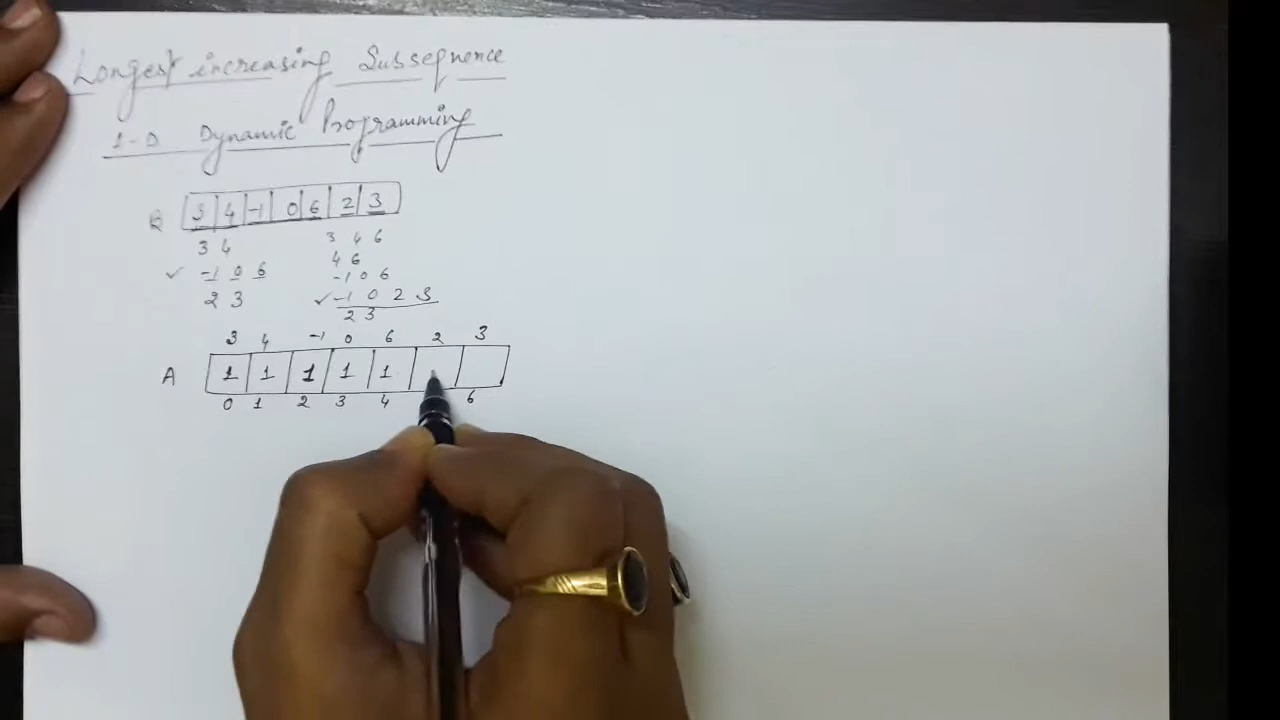 Longest increasing Subsequence
1-D Dynamic Programming
3 4 -1 0 6 2 3
3 4 3 4 6
4 6
✓ -1 0 6 -1 0 6
2 3 ✓ -1 0 2 3
2 3
3 4 -1 0 6 2 3
A 1 1 1 1 1
0 1 2 3 4 6